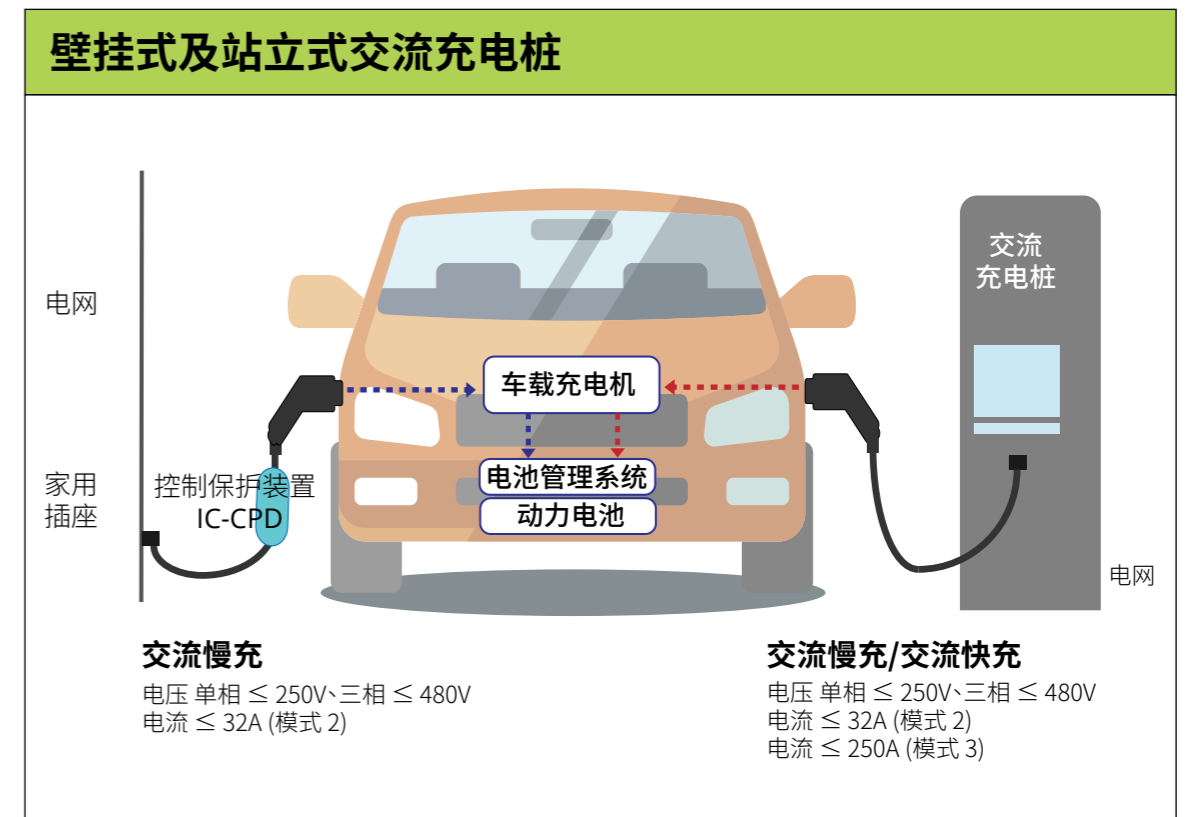 壁挂式及站立式交流充电桩
电网
家用
插座
控制保护装置
IC-CPD
车载充电机
电池管理系统
动力电池
交流
充电桩
电网
交流慢充
电压 单相 ≤ 250V、三相 ≤ 480V
电流 ≤ 32A (模式 2)
交流慢充/交流快充
电压 单相 ≤ 250V、三相 ≤ 480V
电流 ≤ 32A (模式 2)
电流 ≤ 250A (模式 3)